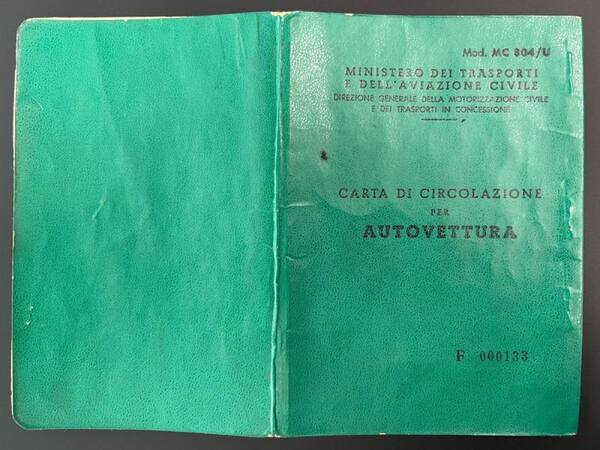 Mod. MC 804/U
MINISTERO DEI TRASPORTI
E DELL'AVIAZIONE CIVILE
DIREZIONE GENERALE DELLA MOTORIZZAZIONE CIVILE
E DEI TRASPORTI IN CONCESSIONE
CARTA DI CIRCOLAZIONE
PER
AUTOVETTURA
F 000133